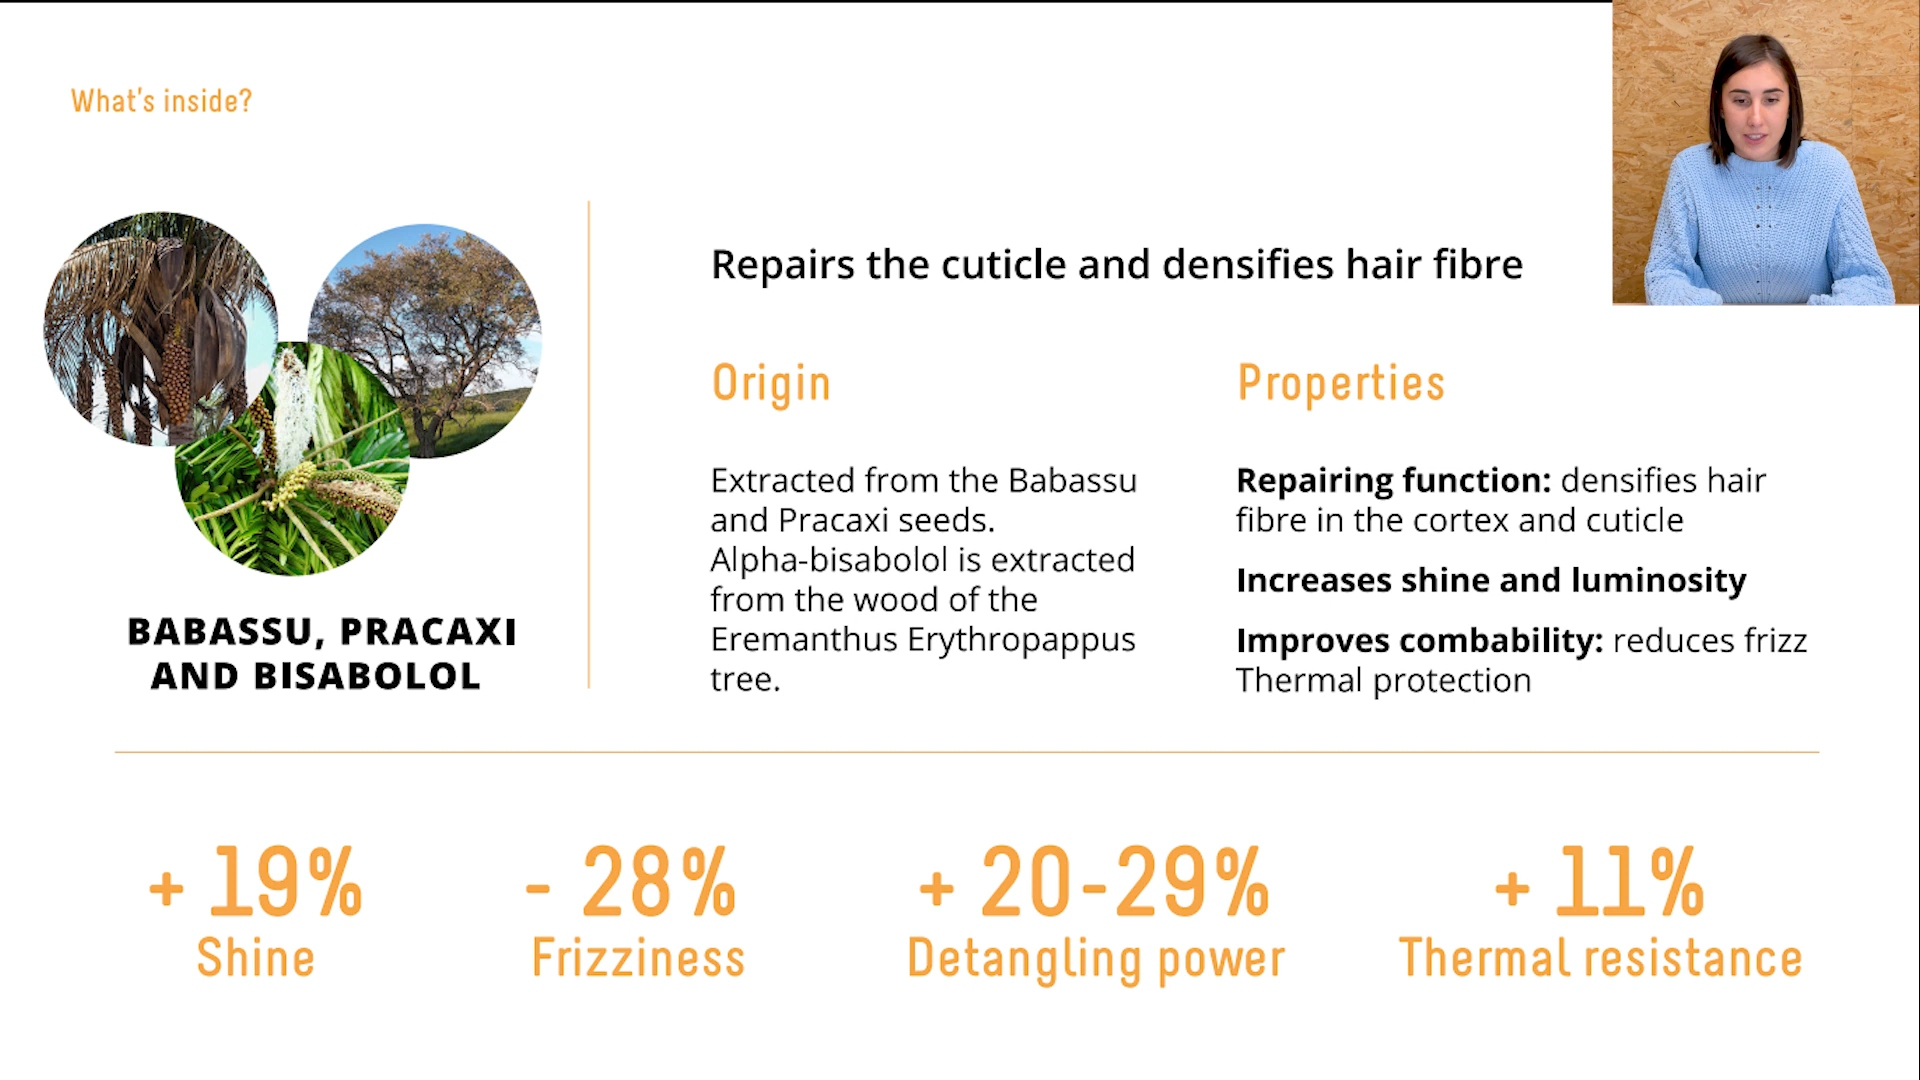 What's inside?
BABASSU, PRACAXI
AND BISABOLOL
Repairs the cuticle and densifies hair fibre
Origin
Extracted from the Babassu
and Pracaxi seeds.
Alpha-bisabolol is extracted
from the wood of the
Eremanthus Erythropappus
tree.
Properties
Repairing function: densifies hair
fibre in the cortex and cuticle
Increases shine and luminosity
Improves combability: reduces frizz
Thermal protection
+ 19%
Shine
- 28%
Frizziness
+ 20-29%
Detangling power
+ 11%
Thermal resistance